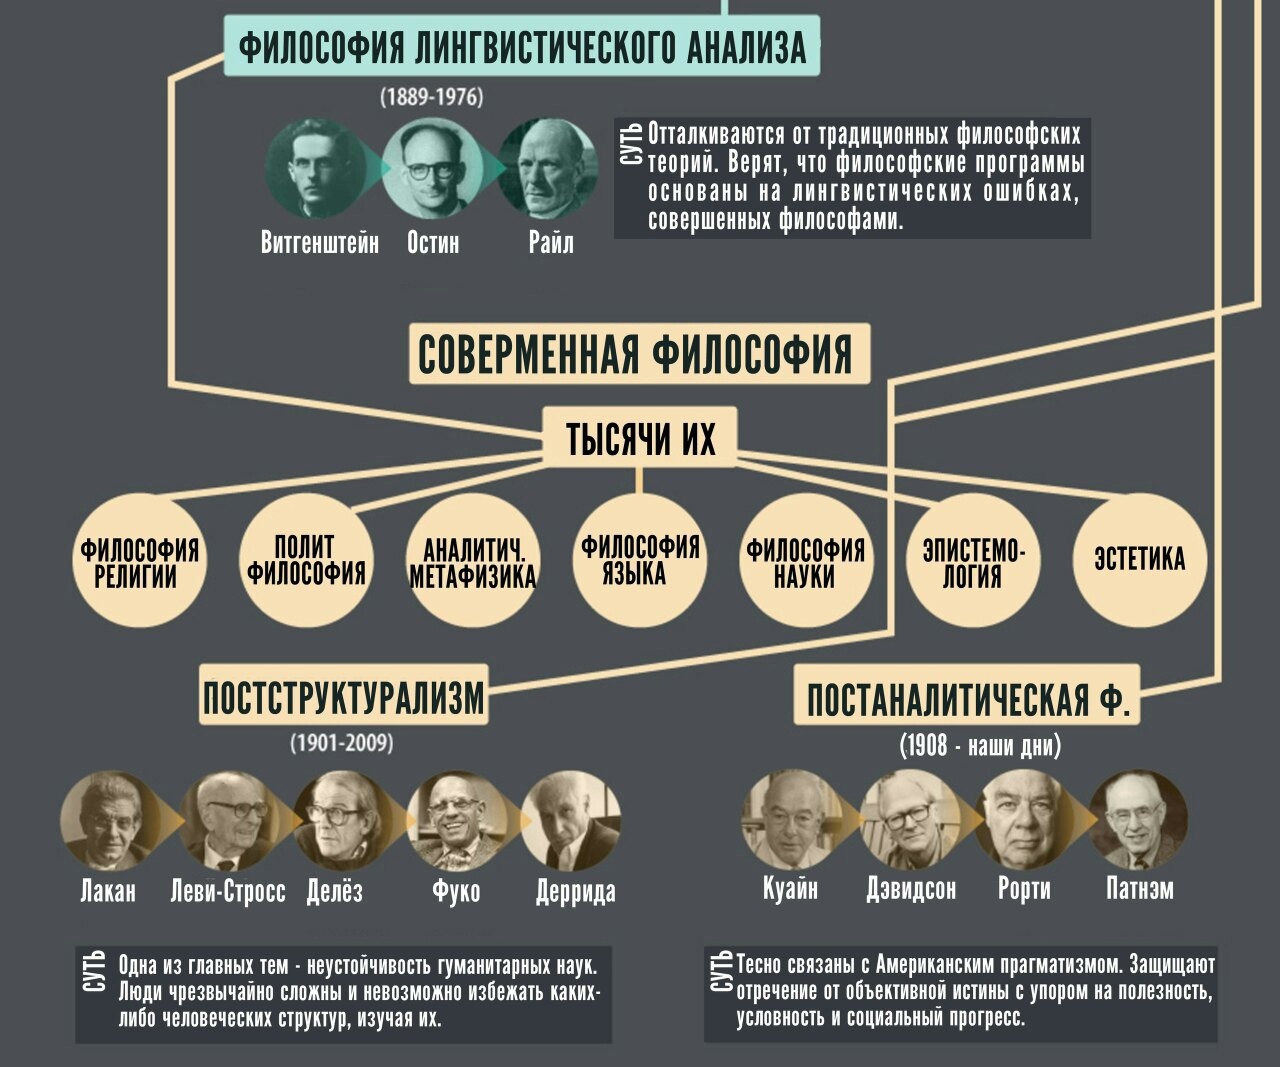 ФИЛОСОФИЯ ЛИНГВИСТИЧЕСКОГО АНАЛИЗА
(1889-1976)
Витгенштейн Остин Райл
СУТЬ
Отталкиваются от традиционных философских
теорий. Верят, что философские программы
основаны на лингвистических ошибках,
совершенных философами.
СОВЕРМЕННАЯ ФИЛОСОФИЯ
ТЫСЯЧИ ИХ
ФИЛОСОФИЯ
РЕЛИГИИ
ПОЛИТ
ФИЛОСОФИЯ
АНАЛИТИЧ.
МЕТАФИЗИКА
ФИЛОСОФИЯ
ЯЗЫКА
ФИЛОСОФИЯ
НАУКИ
ЭПИСТЕМО-
ЛОГИЯ
ЭСТЕТИКА
ПОСТСТРУКТУРАЛИЗМ
(1901-2009)
Лакан Леви-Стросс Делёз Фуко Деррида
СУТЬ
Одна из главных тем - неустойчивость гуманитарных наук.
Люди чрезвычайно сложны и невозможно избежать каких-
либо человеческих структур, изучая их.
ПОСТАНАЛИТИЧЕСКАЯ Ф.
(1908 - наши дни)
Куайн Дэвидсон Рорти Патнэм
СУТЬ
Тесно связаны с Американским прагматизмом. Защищают
отречение от объективной истины с упором на полезность,
условность и социальный прогресс.